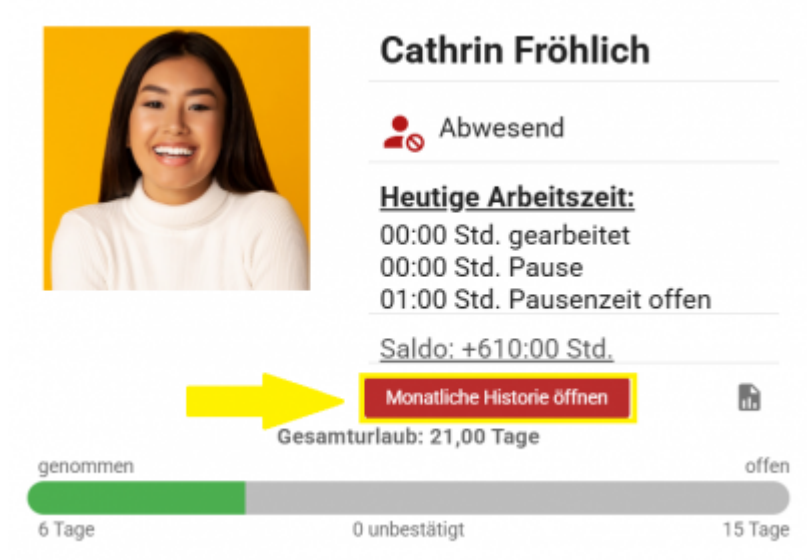 Cathrin Fröhlich
Abwesend
Heutige Arbeitszeit:
00:00 Std. gearbeitet
00:00 Std. Pause
01:00 Std. Pausenzeit offen
Saldo: +610:00 Std.
Monatliche Historie öffnen
Gesamturlaub: 21,00 Tage
genommen offen
6 Tage 0 unbestätigt 15 Tage